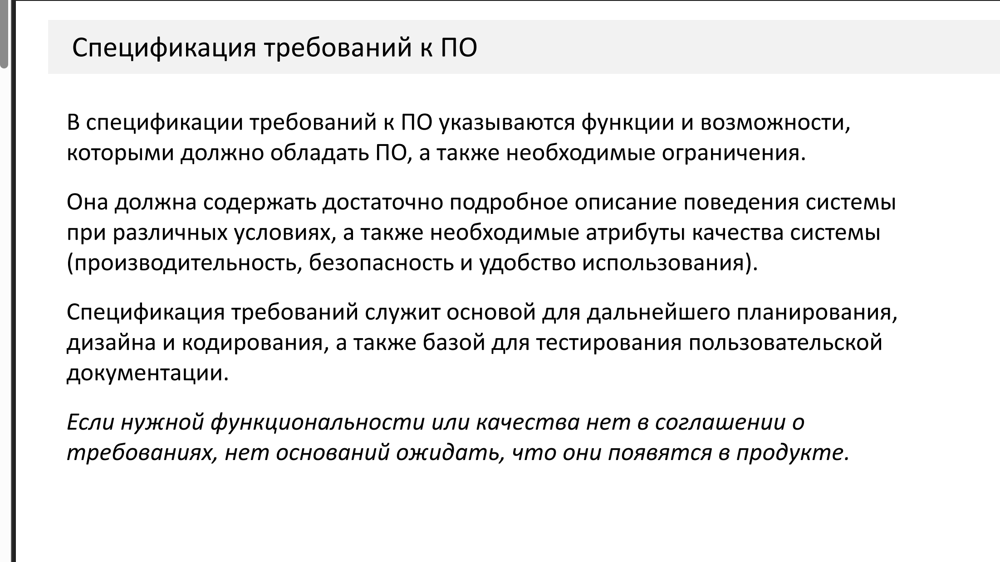 Спецификация требований к ПО
В спецификации требований к ПО указываются функции и возможности,
которыми должно обладать ПО, а также необходимые ограничения.
Она должна содержать достаточно подробное описание поведения системы
при различных условиях, а также необходимые атрибуты качества системы
(производительность, безопасность и удобство использования).
Спецификация требований служит основой для дальнейшего планирования,
дизайна и кодирования, а также базой для тестирования пользовательской
документации.
Если нужной функциональности или качества нет в соглашении о
требованиях, нет оснований ожидать, что они появятся в продукте.